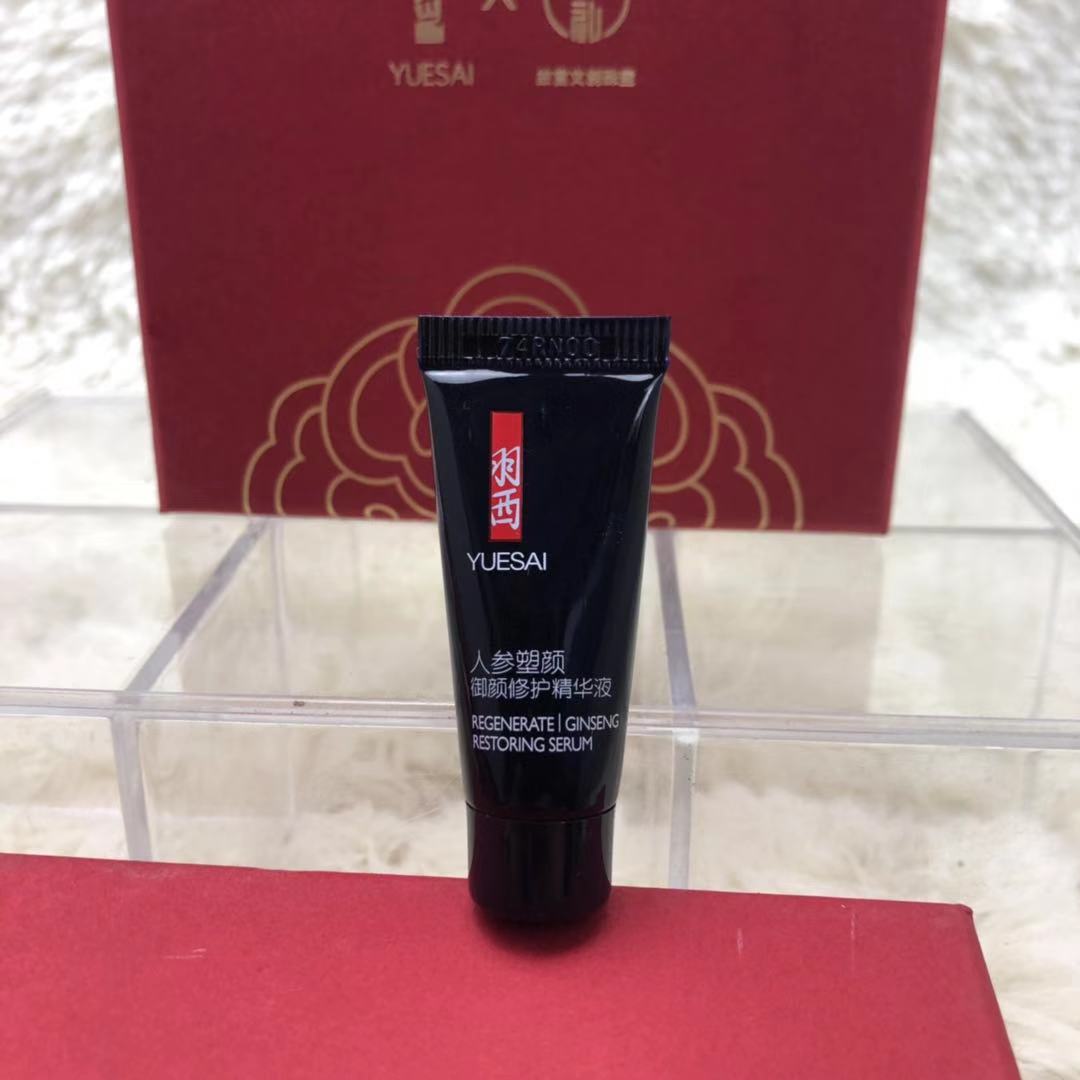 YUESAI
74RN00
羽西
YUESAI
人参塑颜
御颜修护精华液
REGENERATE | GINSENG
RESTORING SERUM